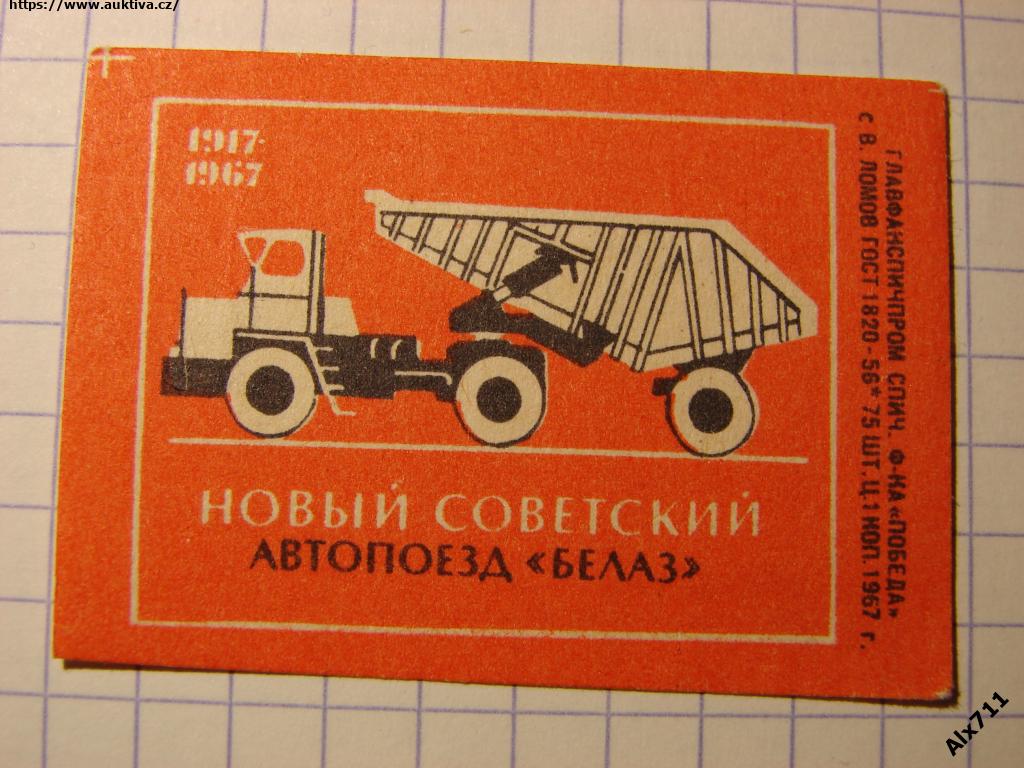 https://www.auktiva.cz/
1917-
1967
НОВЫЙ СОВЕТСКИЙ
АВТОПОЕЗД «БЕЛАЗ»
ГЛАВФАНСПИЧПРОМ СПИЧ. Ф-КА «ПОБЕДА»
с В. ЛОМОВ ГОСТ 1820-56* 75 ШТ. Ц. 1 КОП. 1967 г.
Alx711